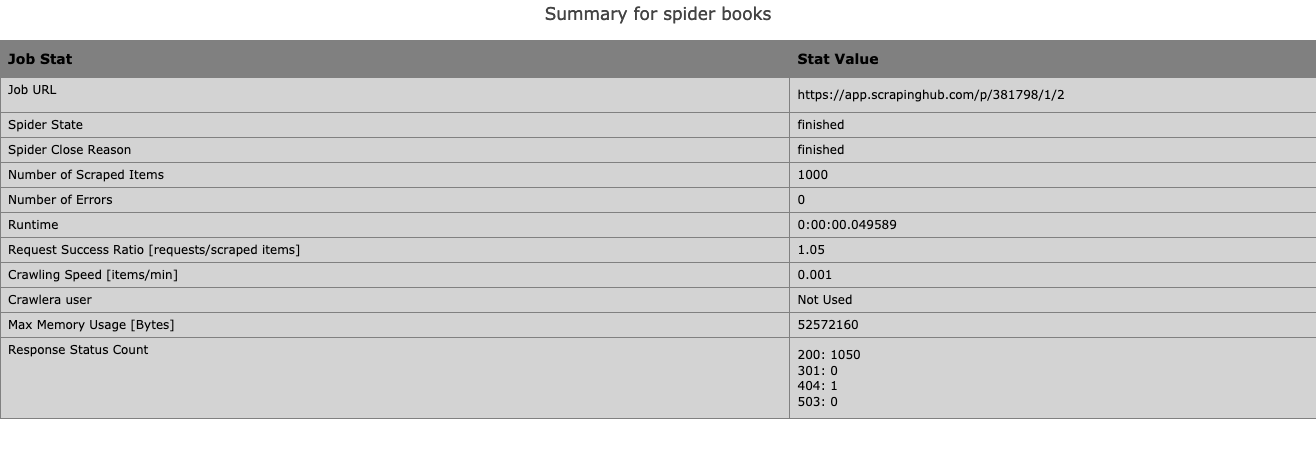 Summary for spider books
Job Stat Stat Value
Job URL https://app.scrapinghub.com/p/381798/1/2
Spider State finished
Spider Close Reason finished
Number of Scraped Items 1000
Number of Errors 0
Runtime 0:00:00.049589
Request Success Ratio [requests/scraped items] 1.05
Crawling Speed [items/min] 0.001
Crawlera user Not Used
Max Memory Usage [Bytes] 52572160
Response Status Count 200: 1050
301: 0
404: 1
503: 0